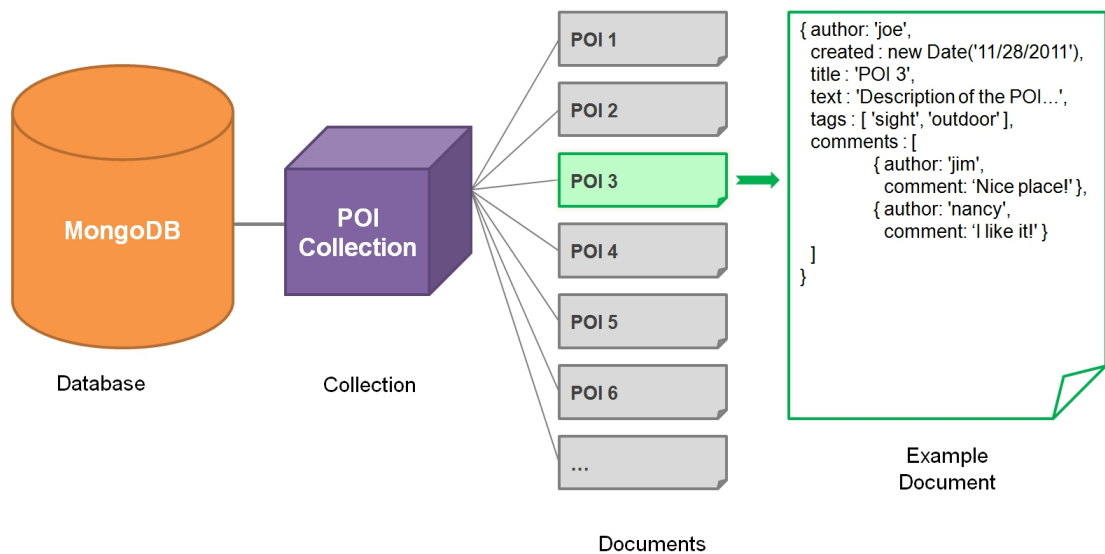 MongoDB
Database
POI
Collection
Collection
POI 1
POI 2
POI 3
POI 4
POI 5
POI 6
...
Documents
{ author: 'joe',
created : new Date('11/28/2011'),
title : 'POI 3',
text : 'Description of the POI...',
tags : [ 'sight', 'outdoor' ],
comments : [
{ author: 'jim',
comment: ‘Nice place!' },
{ author: 'nancy',
comment: ‘I like it!' }
]
}
Example
Document